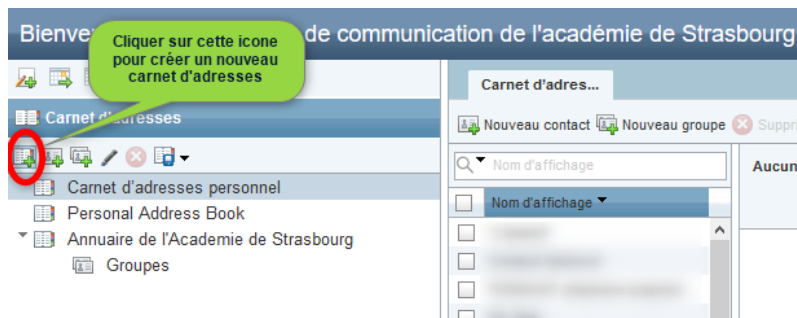 Bienve
de communication de l'académie de Strasbourg
Cliquer sur cette icone
pour créer un nouveau
carnet d'adresses
Carnet d'adresses
Carnet d'adresses personnel
Personal Address Book
Annuaire de l'Academie de Strasbourg
Groupes
Carnet d'adres...
Nouveau contact Nouveau groupe Suppri
Nom d'affichage
Aucun
Nom d'affichage